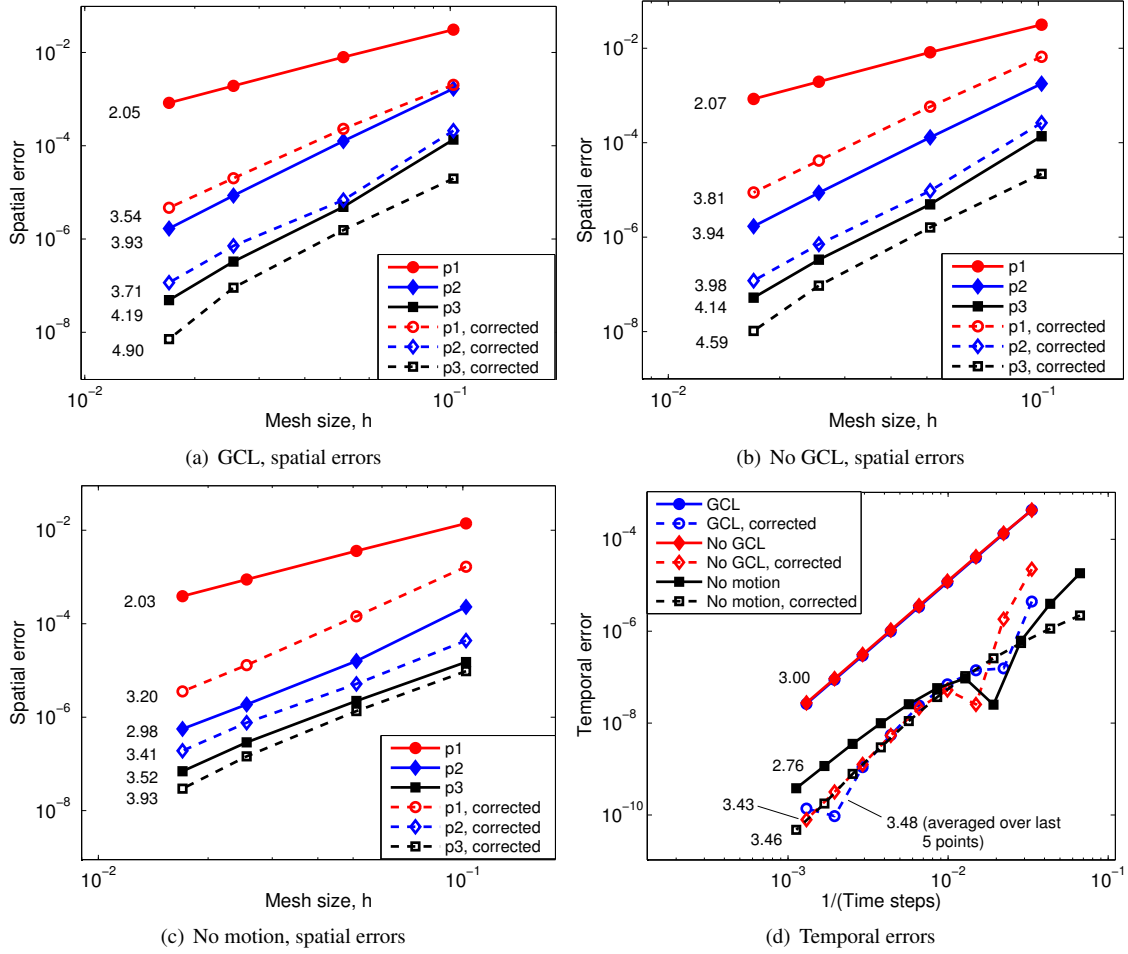 10^-2
10^-4
10^-6
10^-8
Spatial error
2.05
3.54
3.93
3.71
4.19
4.90
p1
p2
p3
p1, corrected
p2, corrected
p3, corrected
10^-2
10^-1
Mesh size, h
(a) GCL, spatial errors
10^-2
10^-4
10^-6
10^-8
Spatial error
2.07
3.81
3.94
3.98
4.14
4.59
p1
p2
p3
p1, corrected
p2, corrected
p3, corrected
10^-2
10^-1
Mesh size, h
(b) No GCL, spatial errors
10^-2
10^-4
10^-6
10^-8
Spatial error
2.03
3.20
2.98
3.41
3.52
3.93
p1
p2
p3
p1, corrected
p2, corrected
p3, corrected
10^-2
10^-1
Mesh size, h
(c) No motion, spatial errors
GCL
GCL, corrected
No GCL
No GCL, corrected
No motion
No motion, corrected
10^-4
10^-6
10^-8
10^-10
Temporal error
3.00
2.76
3.43
3.46
3.48 (averaged over last
5 points)
10^-3
10^-2
10^-1
1/(Time steps)
(d) Temporal errors